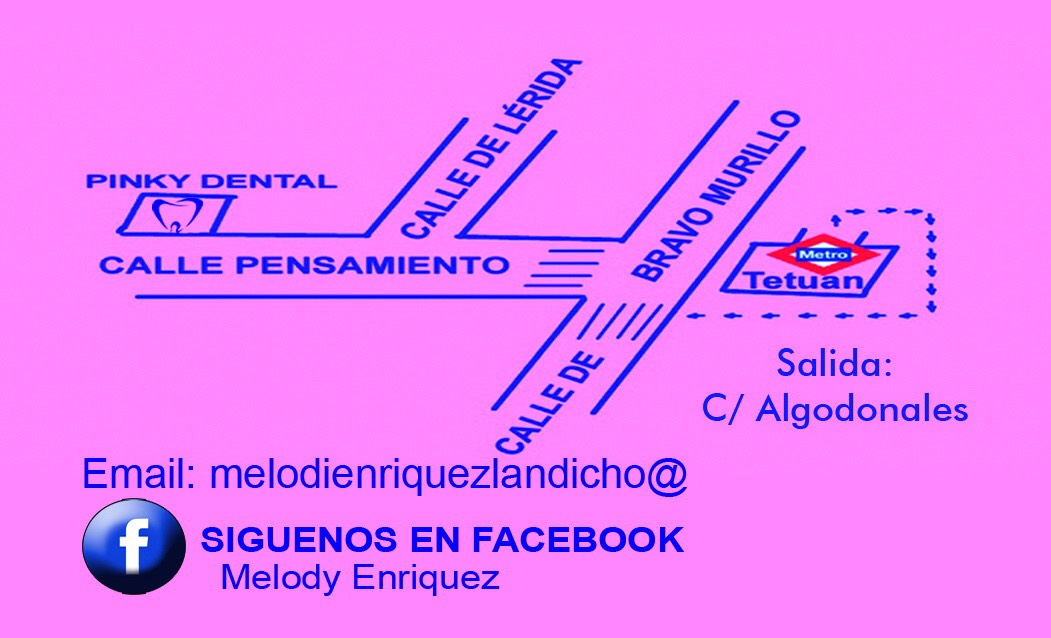 CALLE DE LÉRIDA
PINKY DENTAL
CALLE PENSAMIENTO
CALLE DE BRAVO MURILLO
Metro
Tetuan
Salida:
C/ Algodonales
Email: melodienriquezlandicho@
f
SIGUENOS EN FACEBOOK
Melody Enriquez